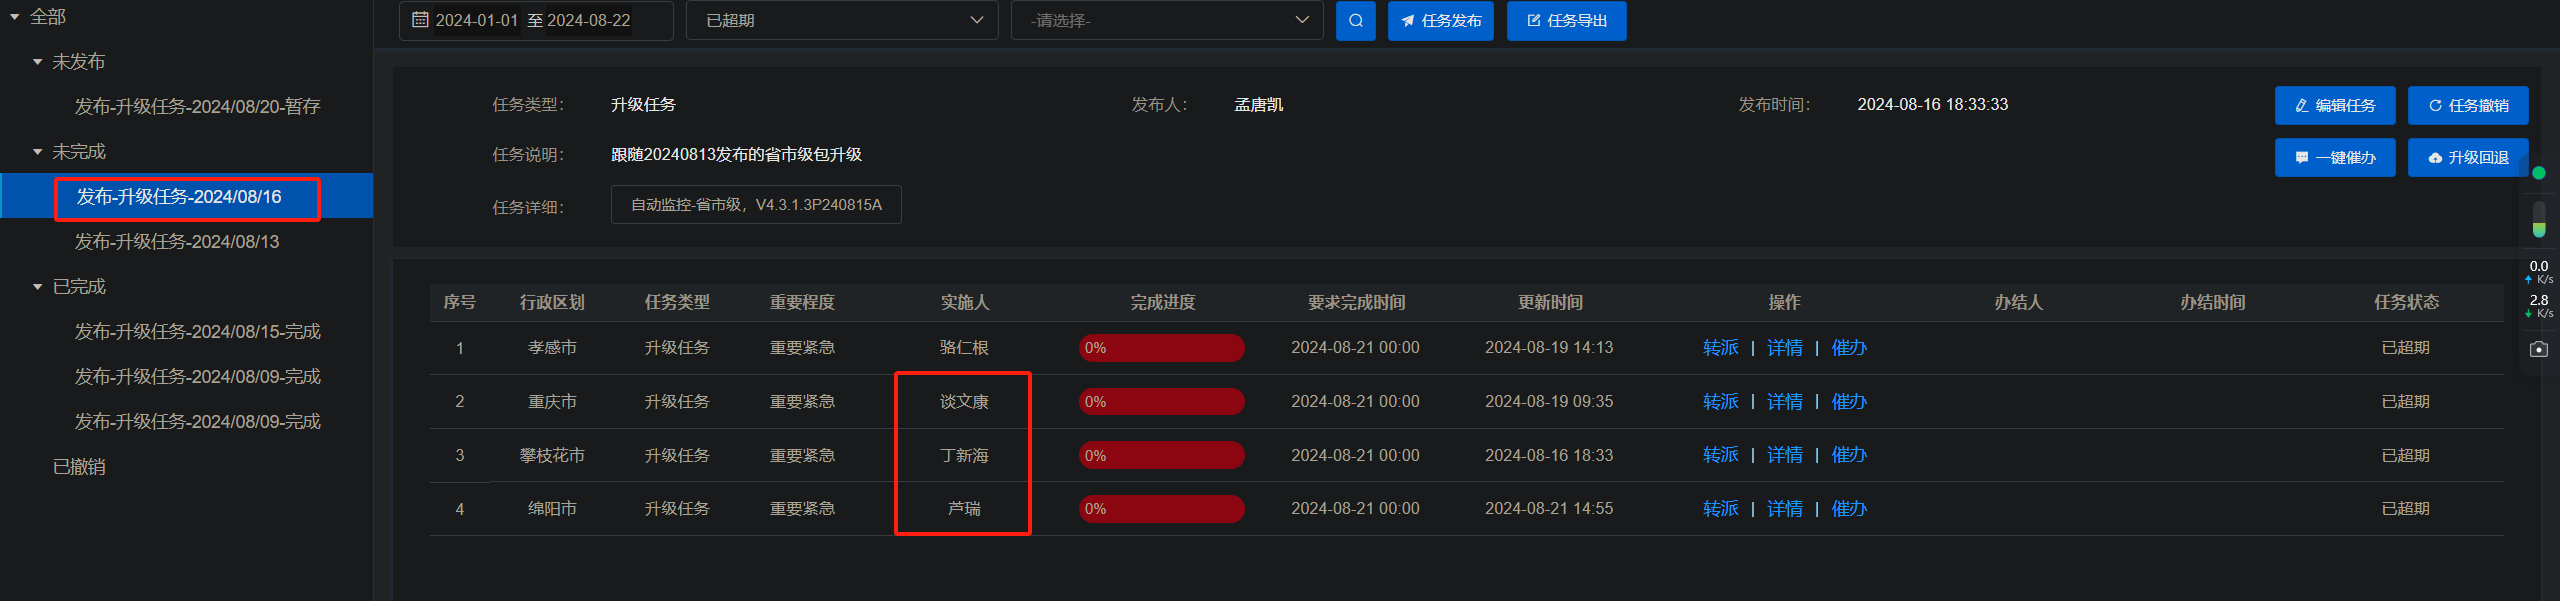 全部
未发布
发布-升级任务-2024/08/20-暂存
未完成
发布-升级任务-2024/08/16
发布-升级任务-2024/08/13
已完成
发布-升级任务-2024/08/15-完成
发布-升级任务-2024/08/09-完成
发布-升级任务-2024/08/09-完成
已撤销
2024-01-01 至 2024-08-22 已超期 -请选择- 任务发布 任务导出
任务类型： 升级任务 发布人： 孟唐凯 发布时间： 2024-08-16 18:33:33 编辑任务 任务撤销
任务说明： 跟随20240813发布的省市级包升级 一键催办 升级回退
任务详细： 自动监控-省市级，V4.3.1.3P240815A
序号 行政区划 任务类型 重要程度 实施人 完成进度 要求完成时间 更新时间 操作 办结人 办结时间 任务状态
1 孝感市 升级任务 重要紧急 骆仁根 0% 2024-08-21 00:00 2024-08-19 14:13 转派 | 详情 | 催办 已超期
2 重庆市 升级任务 重要紧急 谈文康 0% 2024-08-21 00:00 2024-08-19 09:35 转派 | 详情 | 催办 已超期
3 攀枝花市 升级任务 重要紧急 丁新海 0% 2024-08-21 00:00 2024-08-16 18:33 转派 | 详情 | 催办 已超期
4 绵阳市 升级任务 重要紧急 芦瑞 0% 2024-08-21 00:00 2024-08-21 14:55 转派 | 详情 | 催办 已超期
0.0
K/s
2.8
K/s